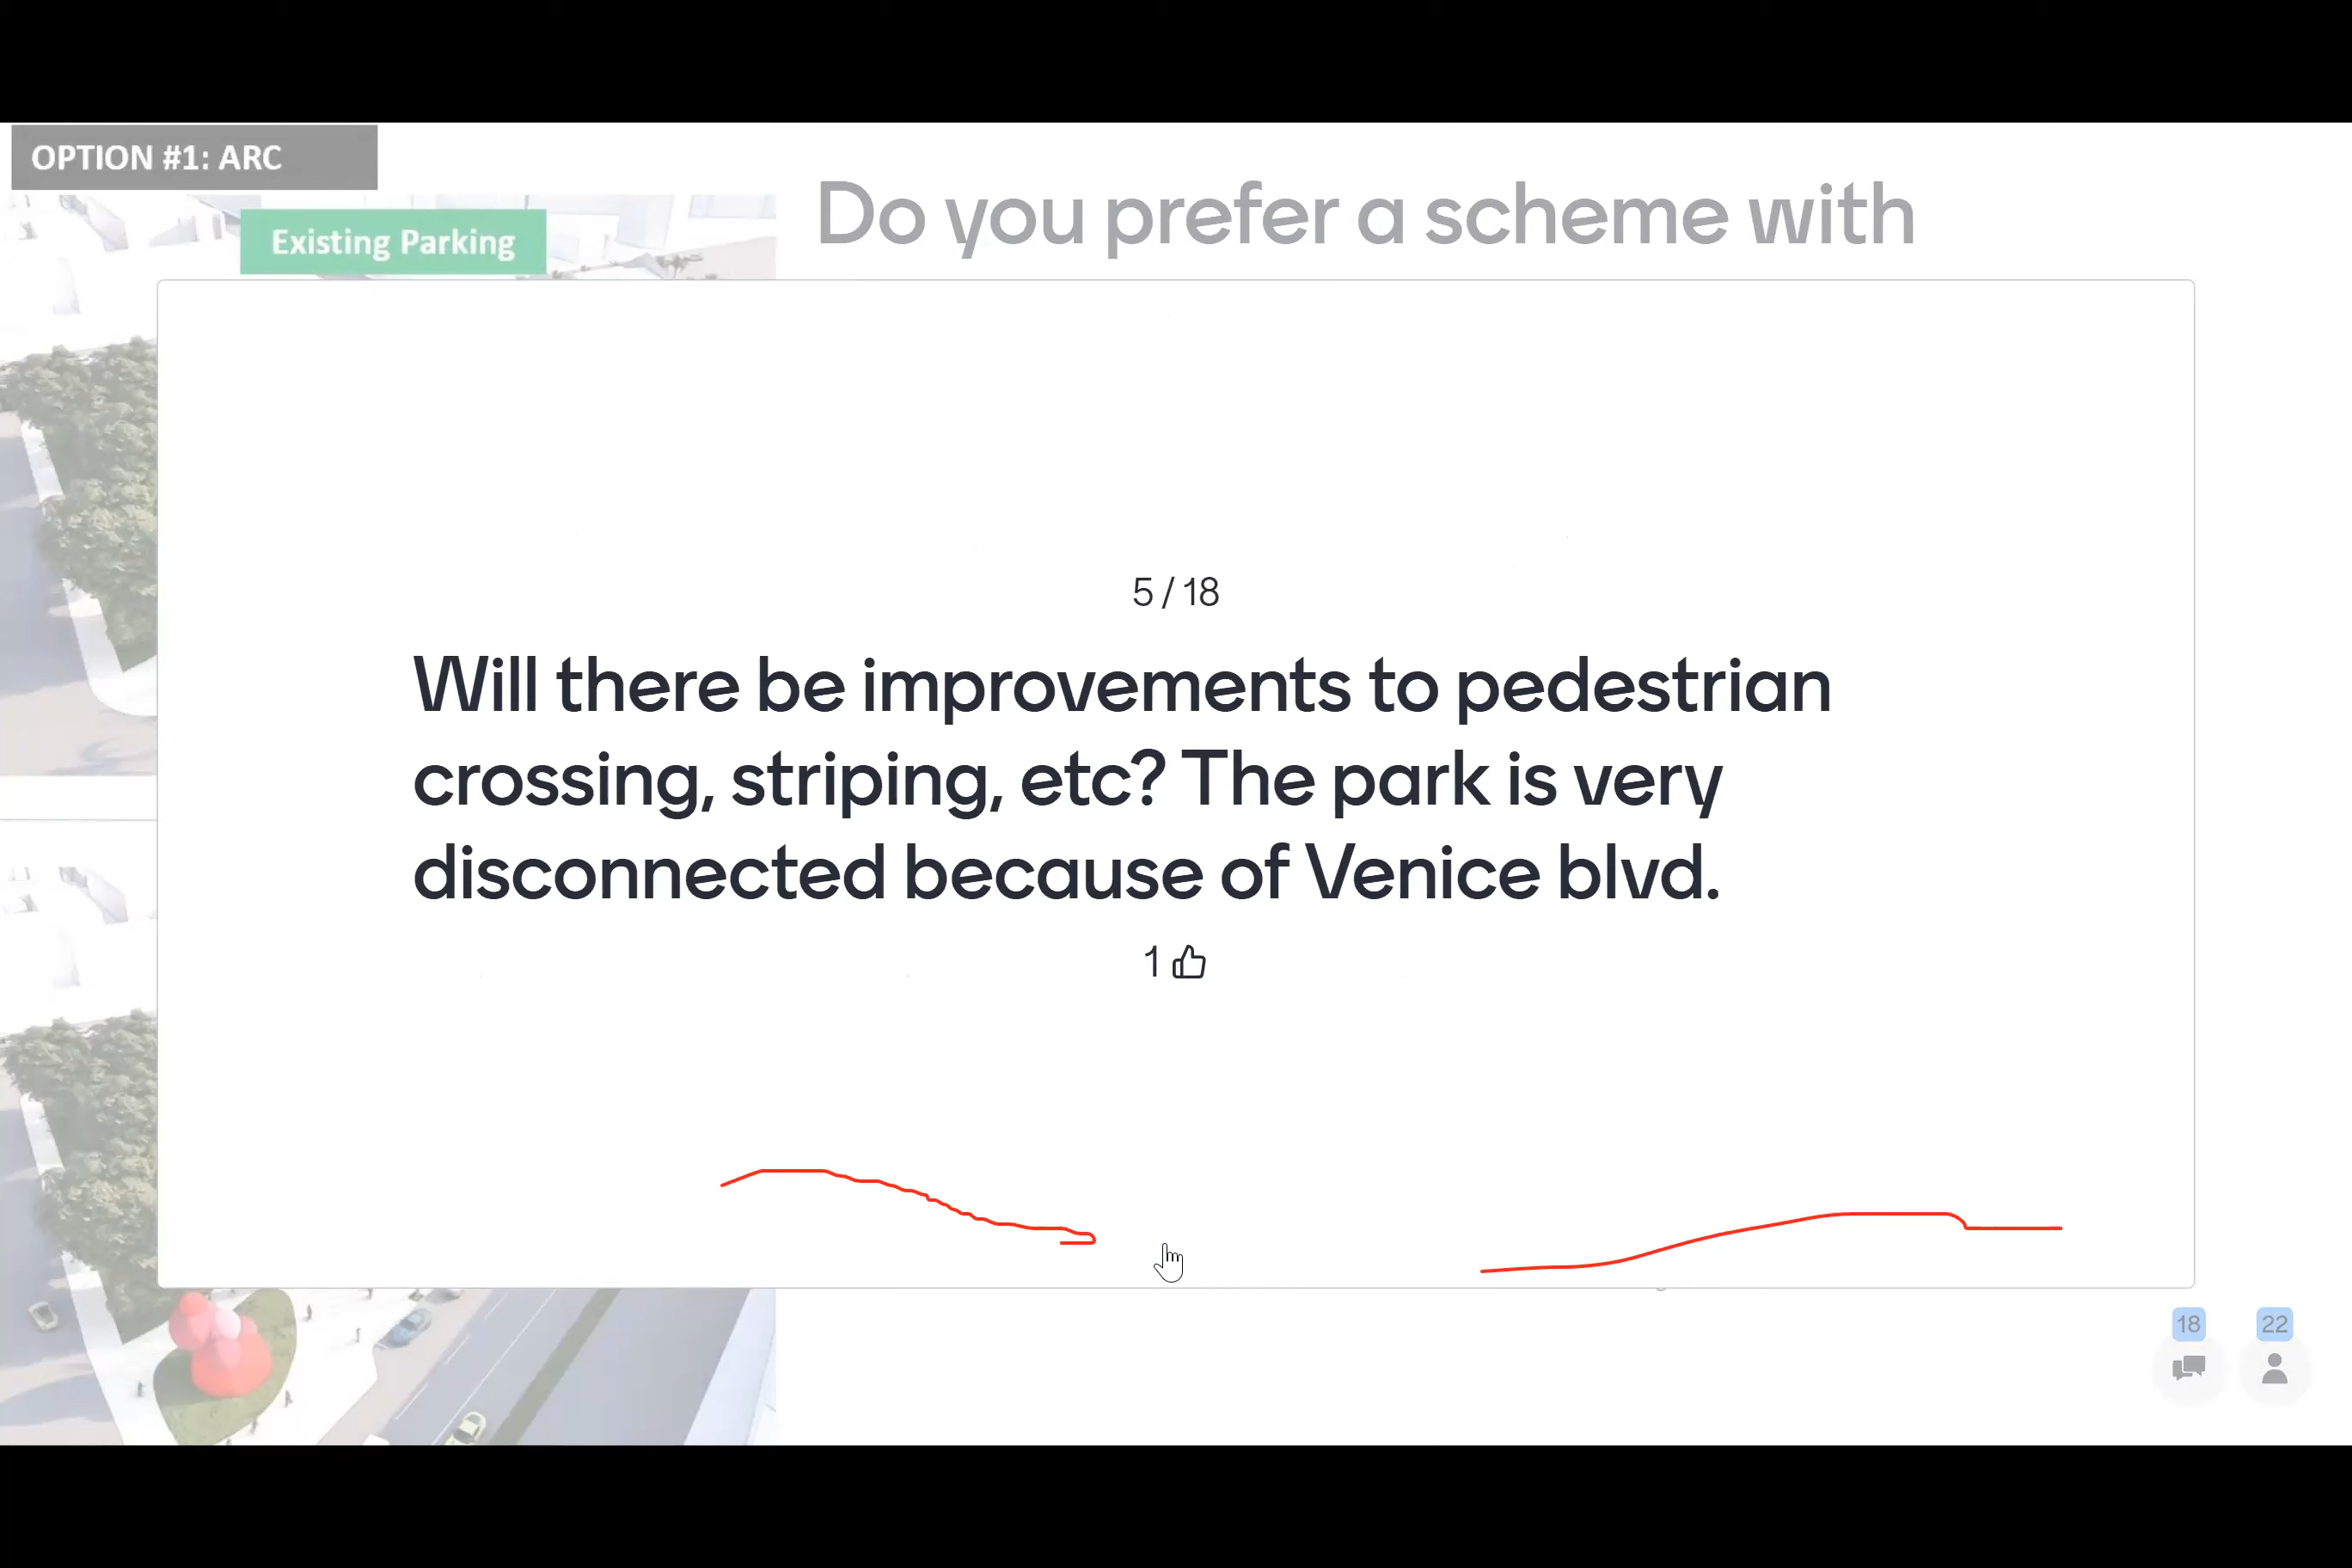 OPTION #1: ARC
Existing Parking
Do you prefer a scheme with
5 / 18
Will there be improvements to pedestrian
crossing, striping, etc? The park is very
disconnected because of Venice blvd.
1
18
22